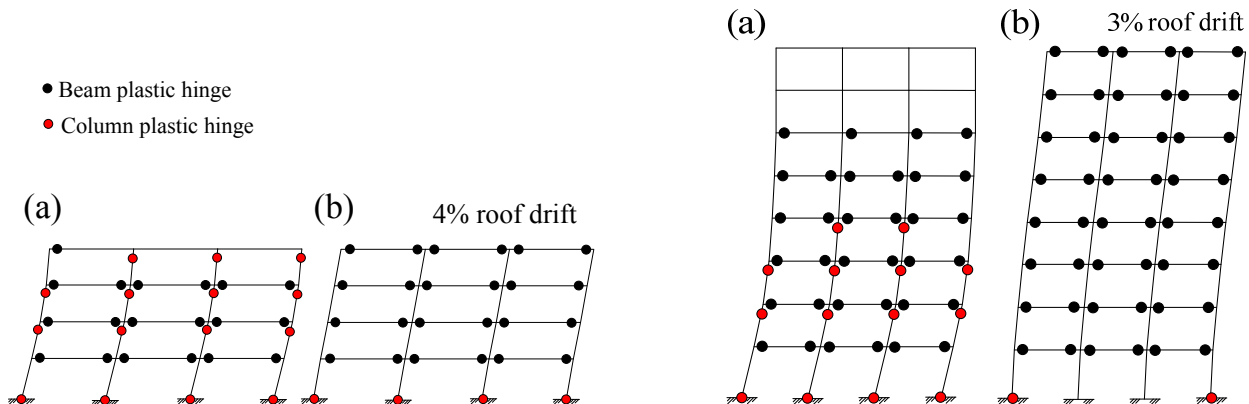 Beam plastic hinge
Column plastic hinge
(a)
(b)
4% roof drift
(a)
(b)
3% roof drift